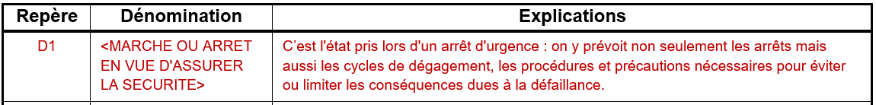 Repère Dénomination Explications
D1 <MARCHE OU ARRET C'est l'état pris lors d'un arrêt d'urgence : on y prévoit non seulement les arrêts mais
EN VUE D'ASSURER aussi les cycles de dégagement, les procédures et précautions nécessaires pour éviter
LA SECURITE> ou limiter les conséquences dues à la défaillance.